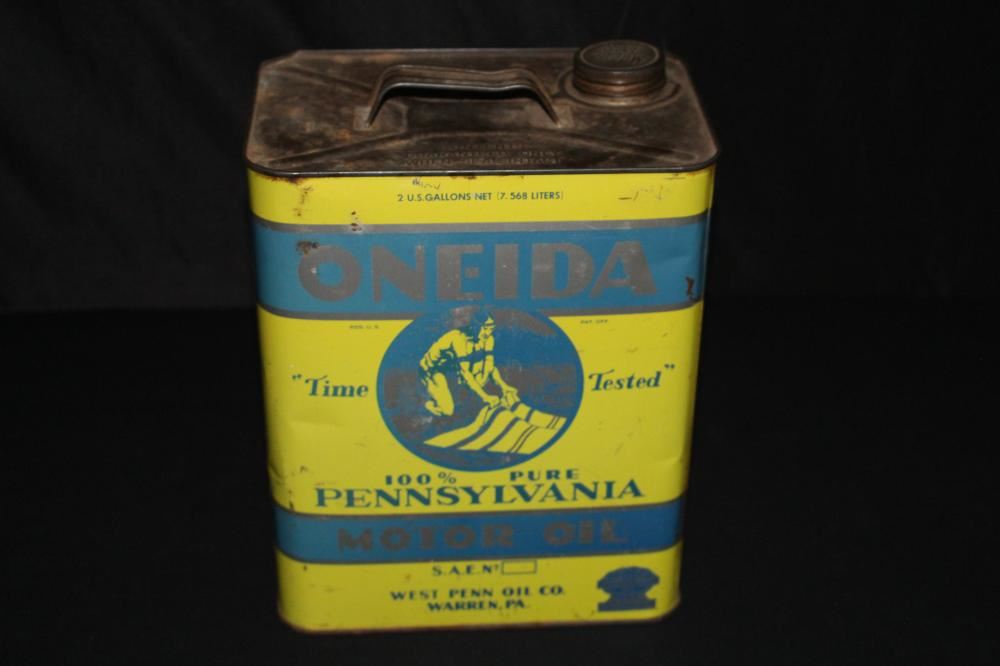 2 U.S. GALLONS NET (7.568 LITERS)
ONEIDA
REG. U.S. PAT. OFF.
"Time Tested"
100% PURE
PENNSYLVANIA
MOTOR OIL
S.A.E. Nº
WEST PENN OIL CO.
WARREN, PA.